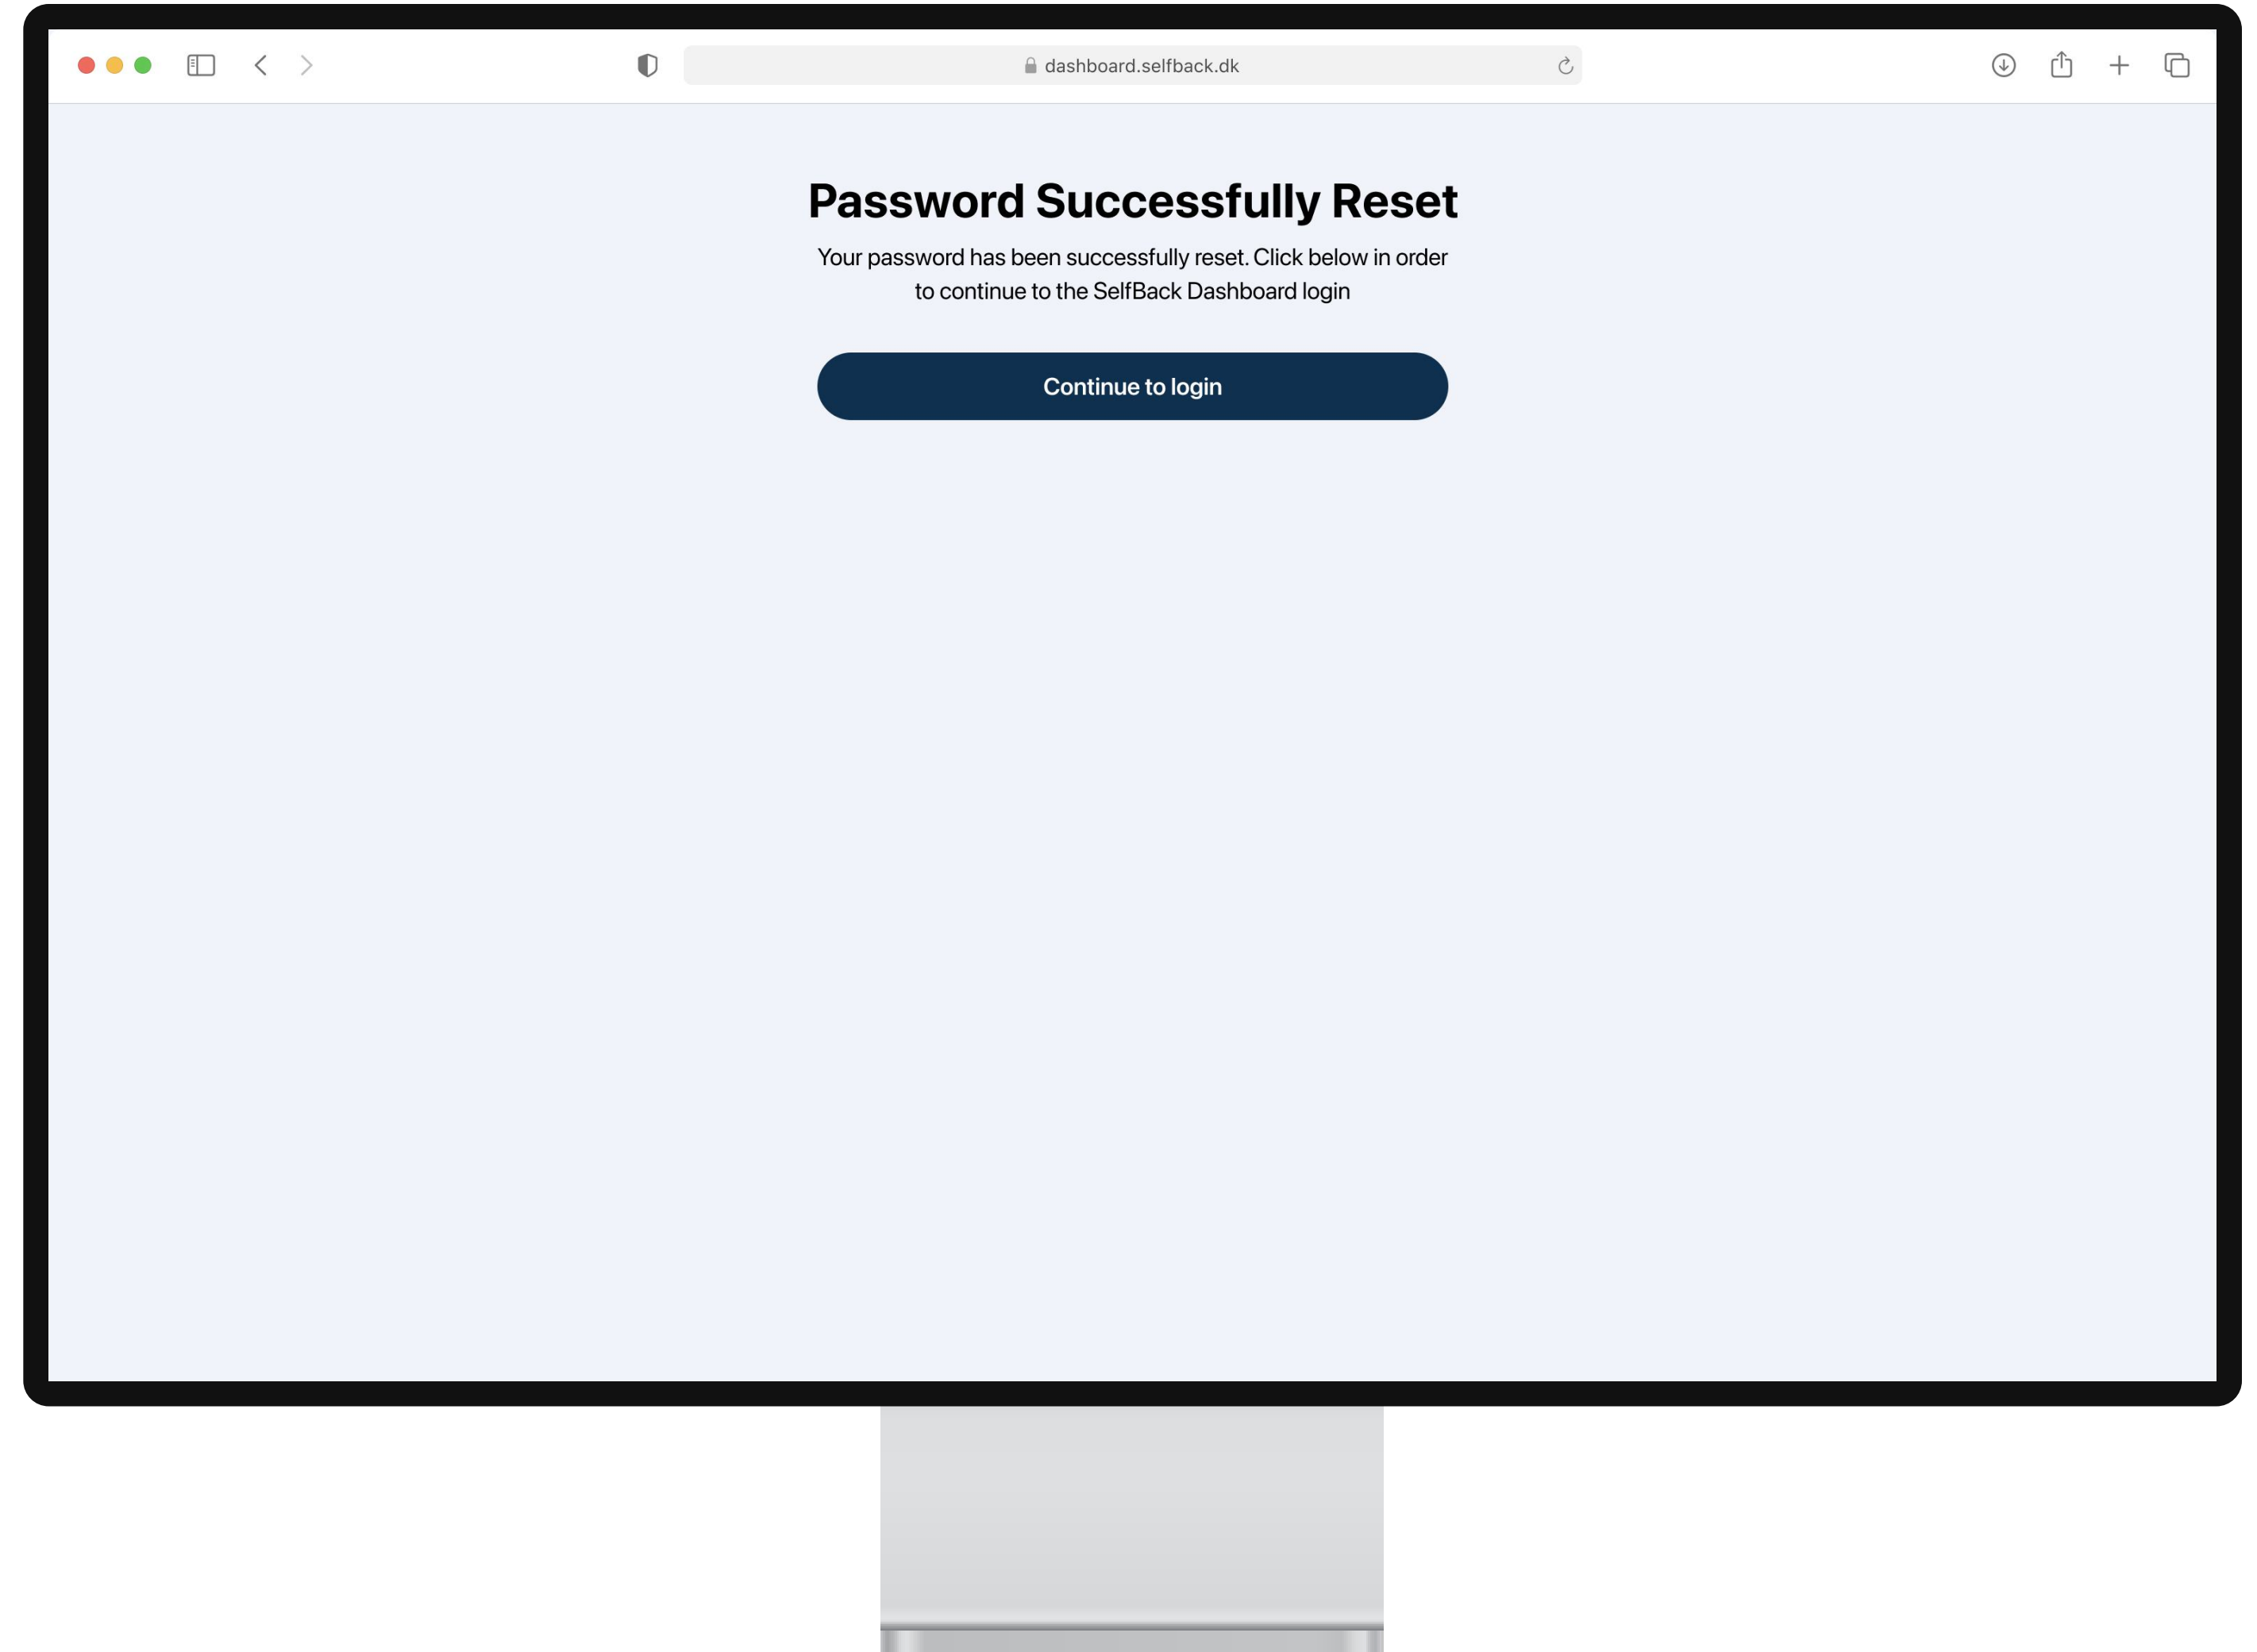 dashboard.selfback.dk
Password Successfully Reset
Your password has been successfully reset. Click below in order
to continue to the SelfBack Dashboard login
Continue to login